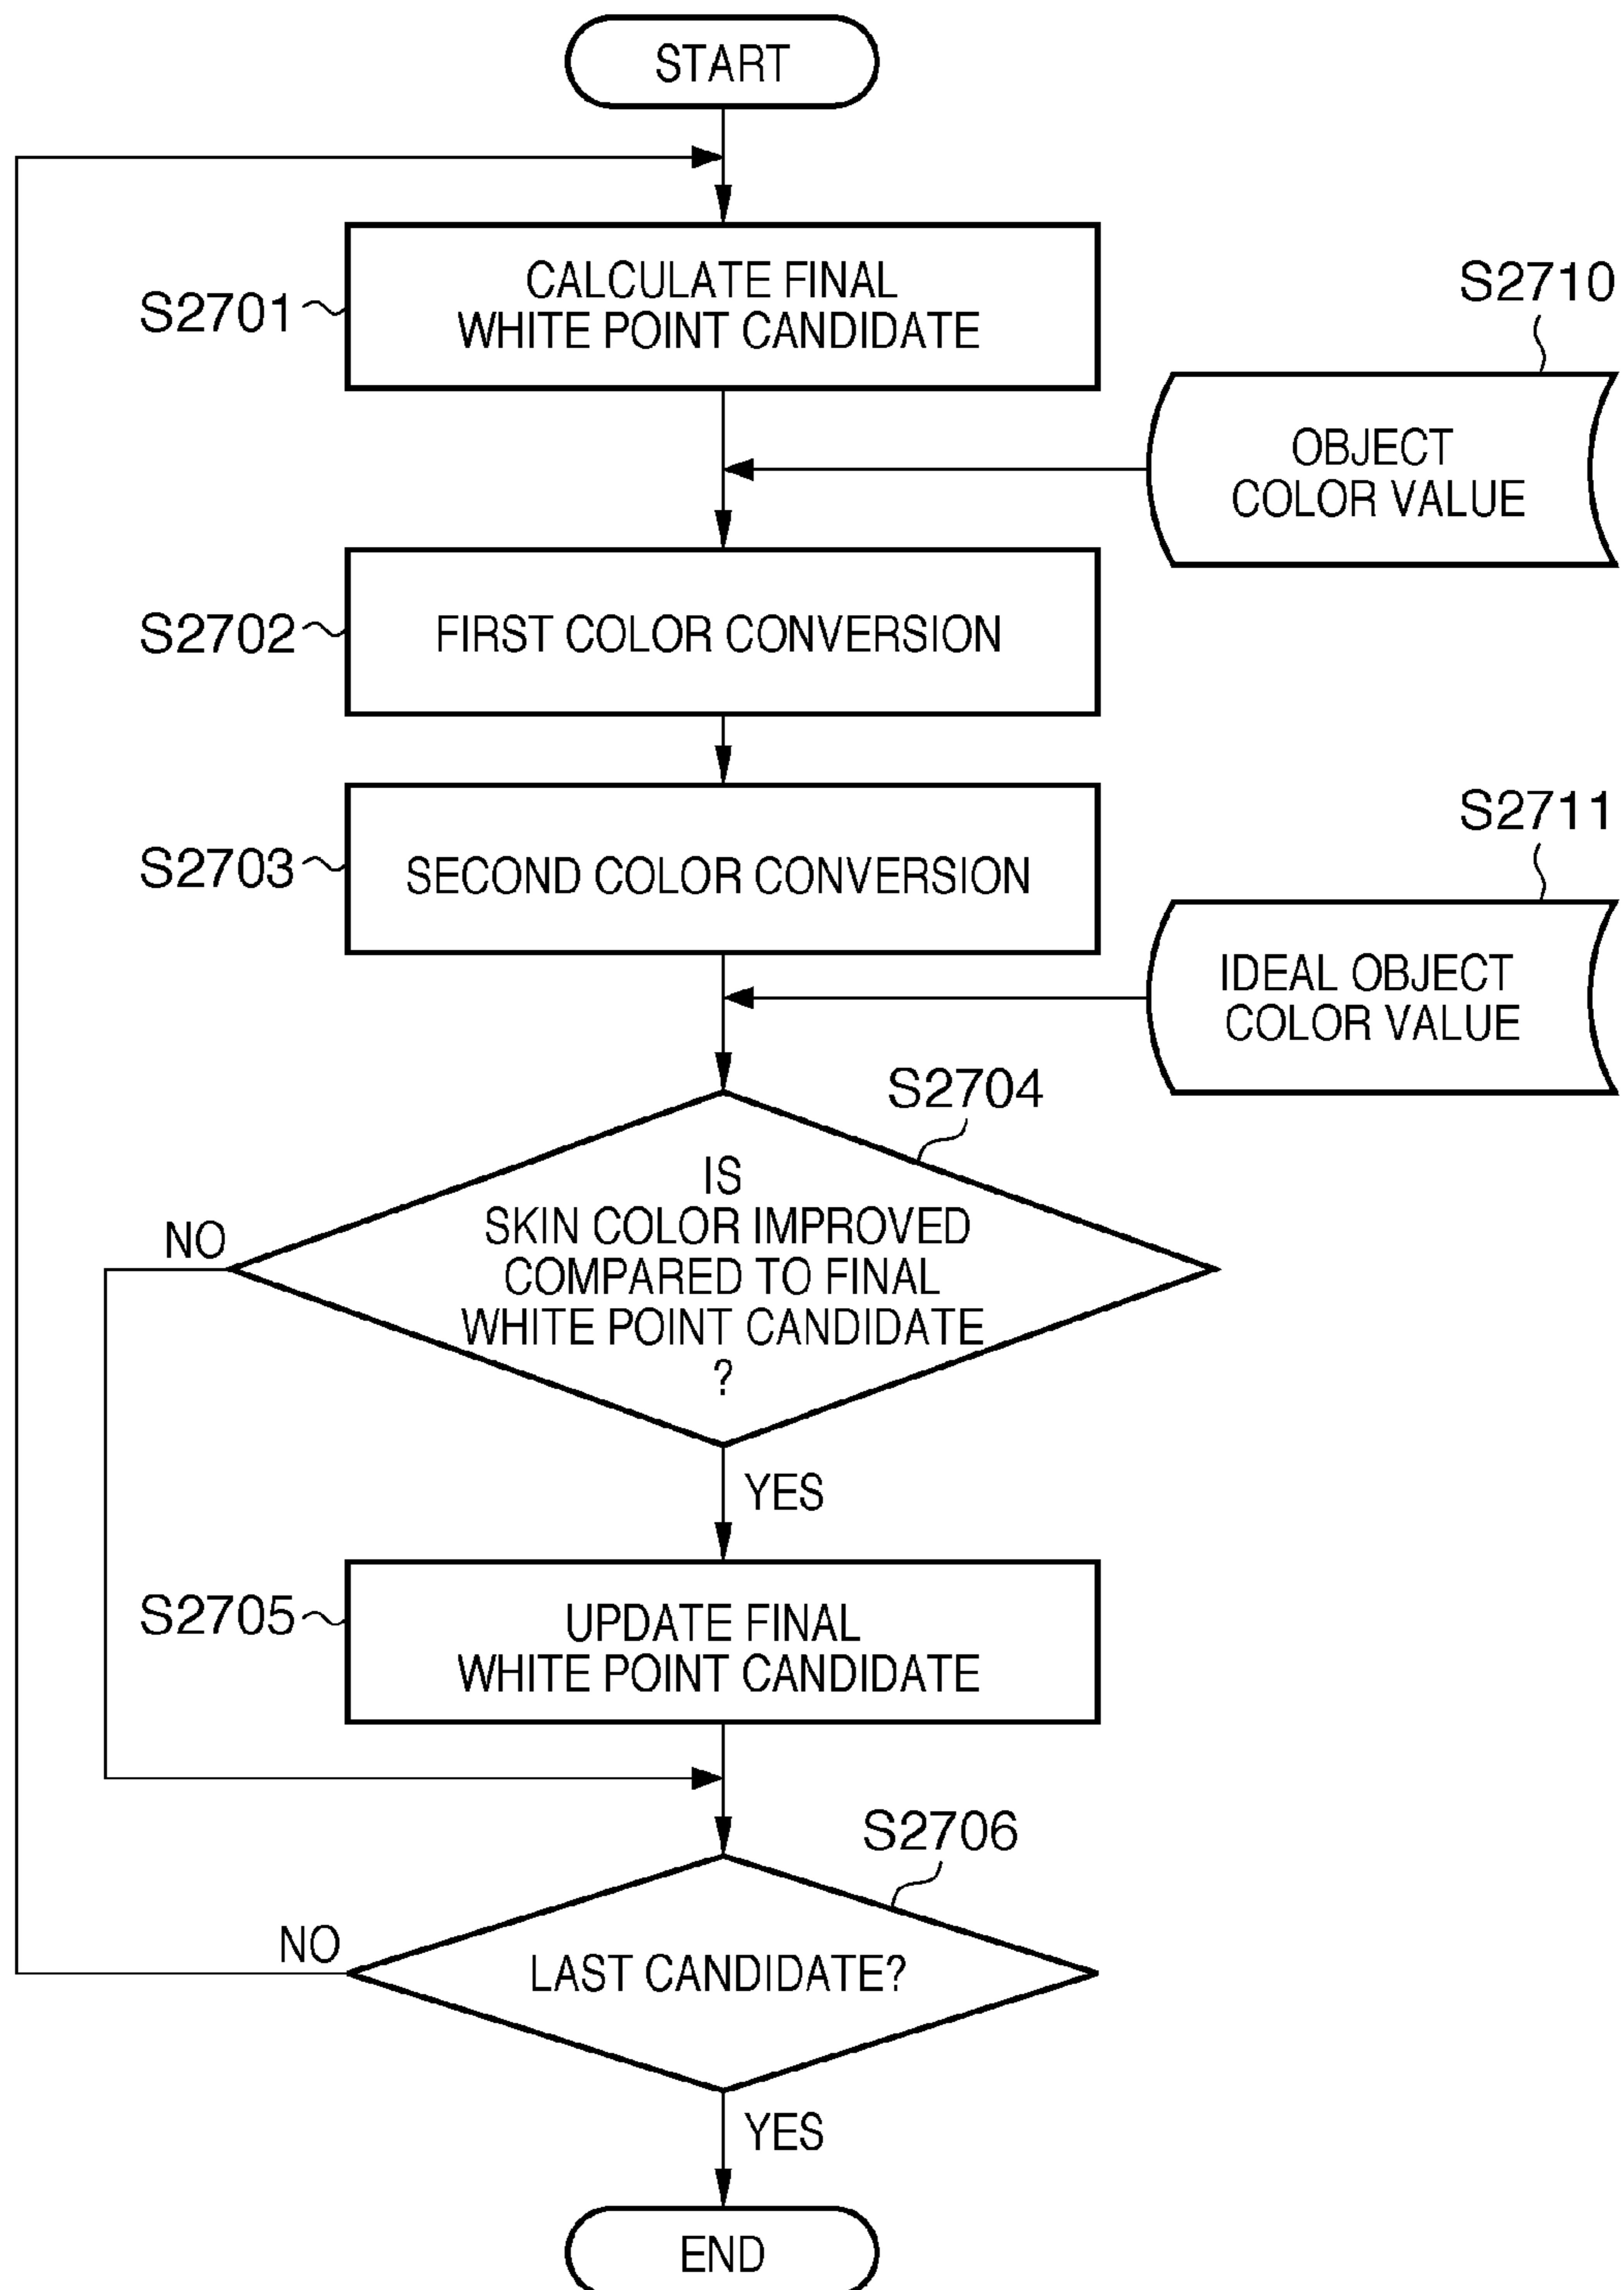 START
CALCULATE FINAL
WHITE POINT CANDIDATE
S2701
S2710
OBJECT
COLOR VALUE
S2702
FIRST COLOR CONVERSION
S2703
SECOND COLOR CONVERSION
S2711
IDEAL OBJECT
COLOR VALUE
S2704
IS
SKIN COLOR IMPROVED
COMPARED TO FINAL
WHITE POINT CANDIDATE
?
NO
YES
S2705
UPDATE FINAL
WHITE POINT CANDIDATE
S2706
LAST CANDIDATE?
NO
YES
END